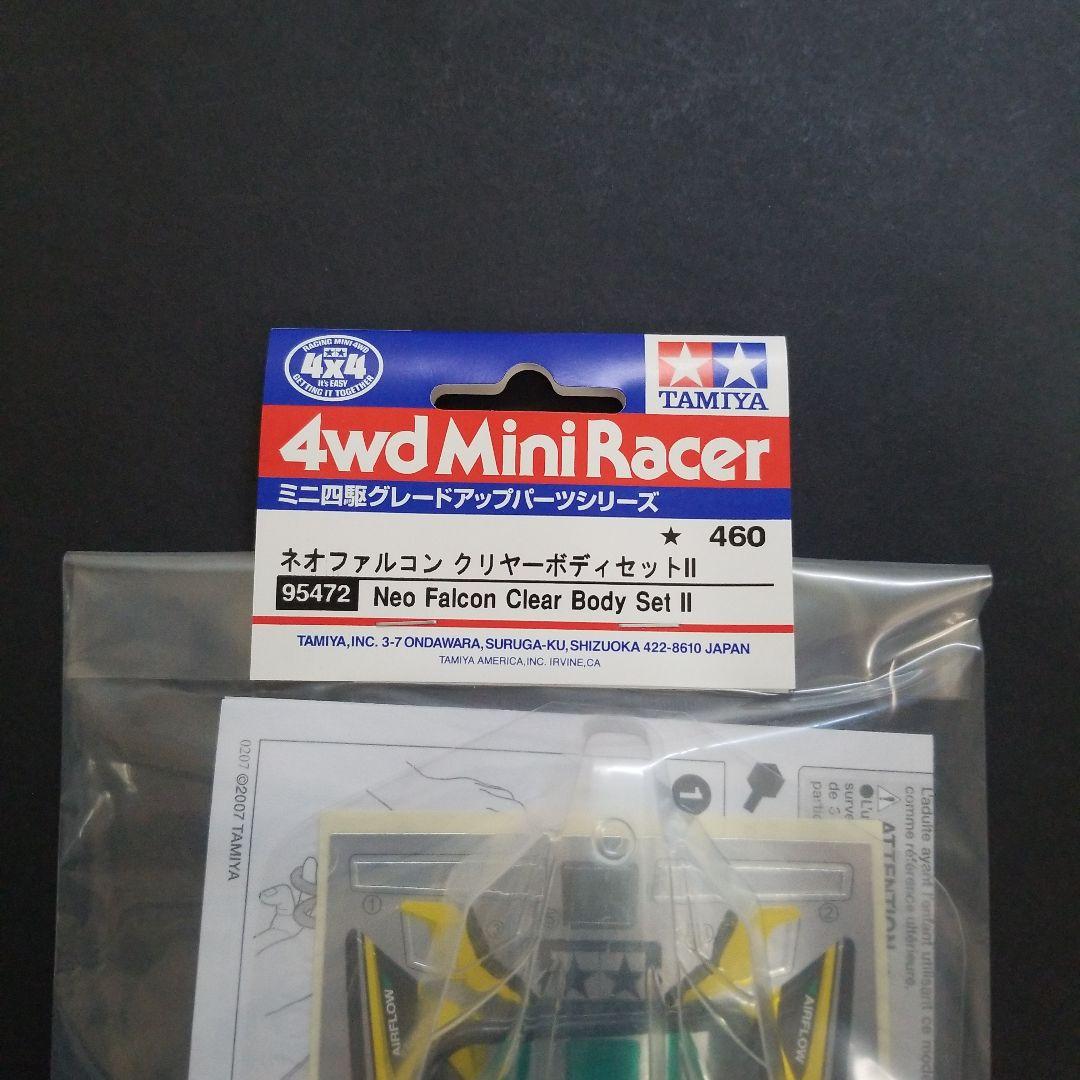 RACING MINI 4WD
4x4
It's EASY
GETTING IT TOGETHER
TAMIYA
4wd Mini Racer
ミニ四駆グレードアップパーツシリーズ
★ 460
ネオファルコン クリヤーボディセットII
95472 Neo Falcon Clear Body Set II
TAMIYA, INC. 3-7 ONDAWARA, SURUGA-KU, SHIZUOKA 422-8610 JAPAN
TAMIYA AMERICA, INC. IRVINE, CA
0207 ©2007 TAMIYA
1
ATTENTION
L'adulte ayant l'enfant utilisant ce
comme référence ultérieure.
①
②
AIRFLOW
AIRFLOW